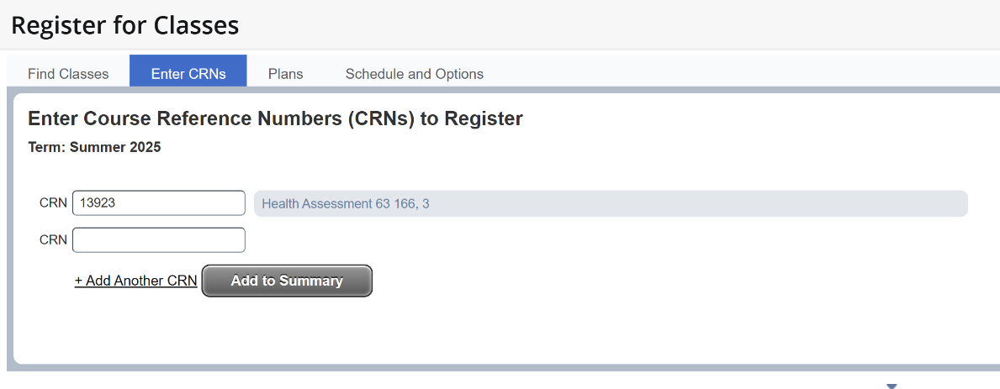 Register for Classes
Find Classes Enter CRNs Plans Schedule and Options
Enter Course Reference Numbers (CRNs) to Register
Term: Summer 2025
CRN 13923 Health Assessment 63 166, 3
CRN
+ Add Another CRN Add to Summary